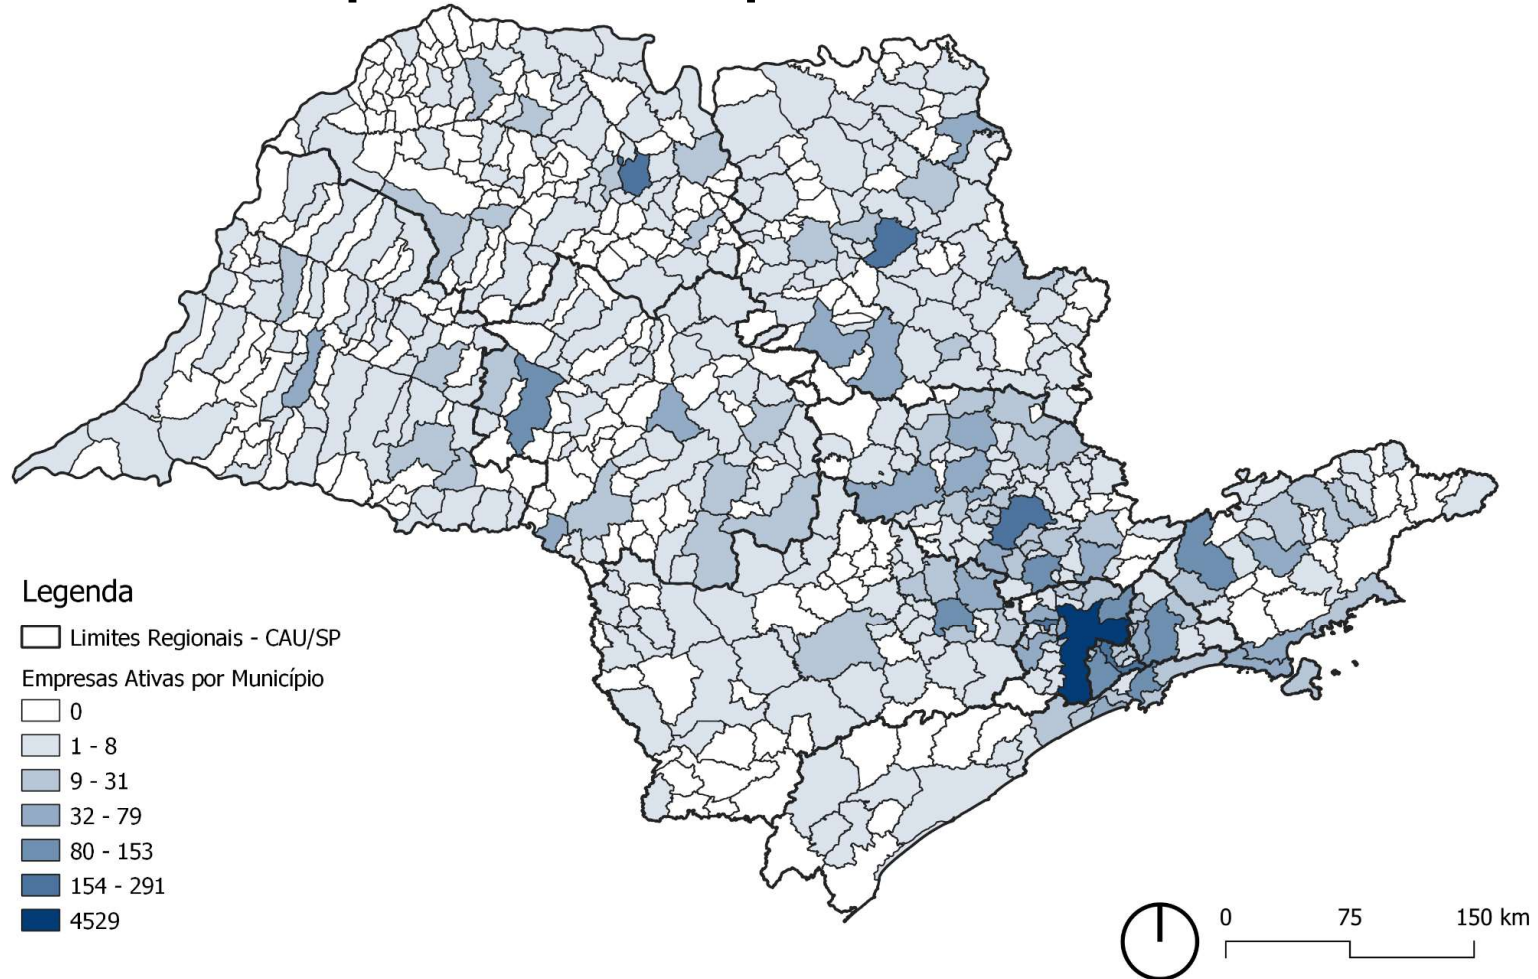 Legenda
Limites Regionais - CAU/SP
Empresas Ativas por Município
0
1 - 8
9 - 31
32 - 79
80 - 153
154 - 291
4529
0 75 150 km